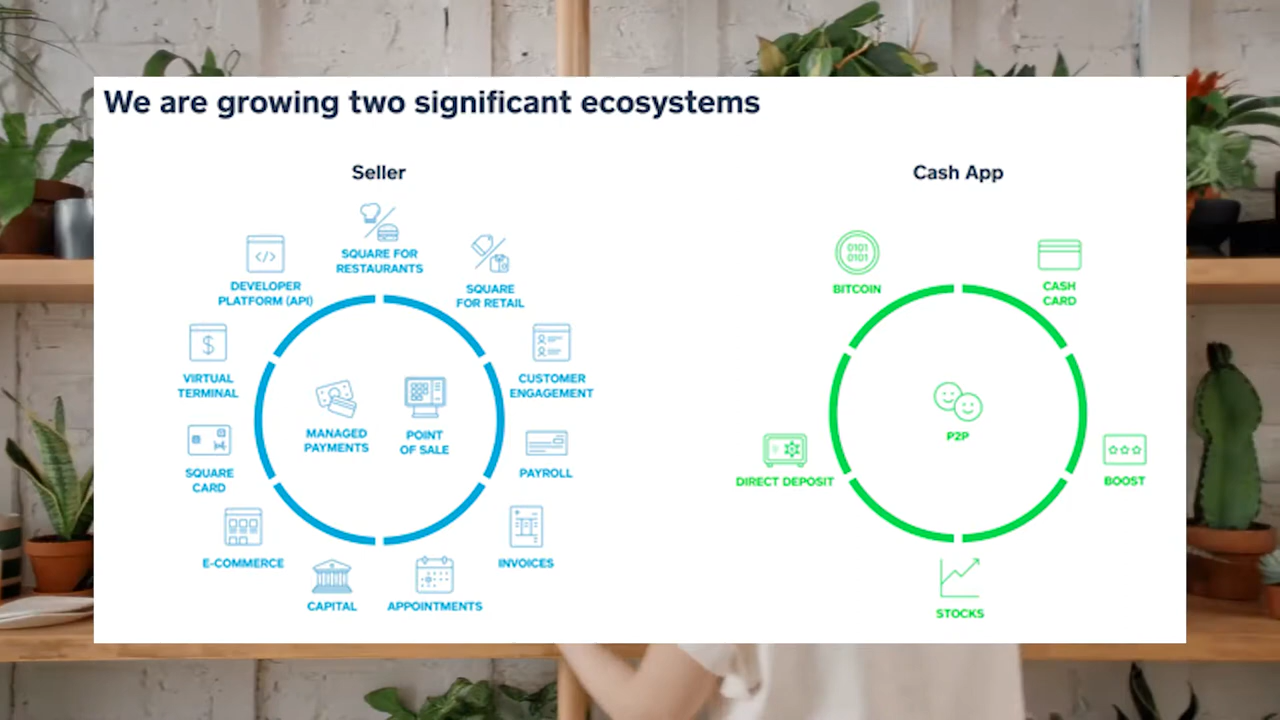 We are growing two significant ecosystems
Seller
SQUARE FOR
RESTAURANTS
DEVELOPER
PLATFORM (API)
SQUARE
FOR RETAIL
VIRTUAL
TERMINAL
CUSTOMER
ENGAGEMENT
MANAGED
PAYMENTS
POINT
OF SALE
SQUARE
CARD
PAYROLL
E-COMMERCE
INVOICES
CAPITAL
APPOINTMENTS
Cash App
0101
0101
BITCOIN
CASH
CARD
P2P
DIRECT DEPOSIT
BOOST
STOCKS